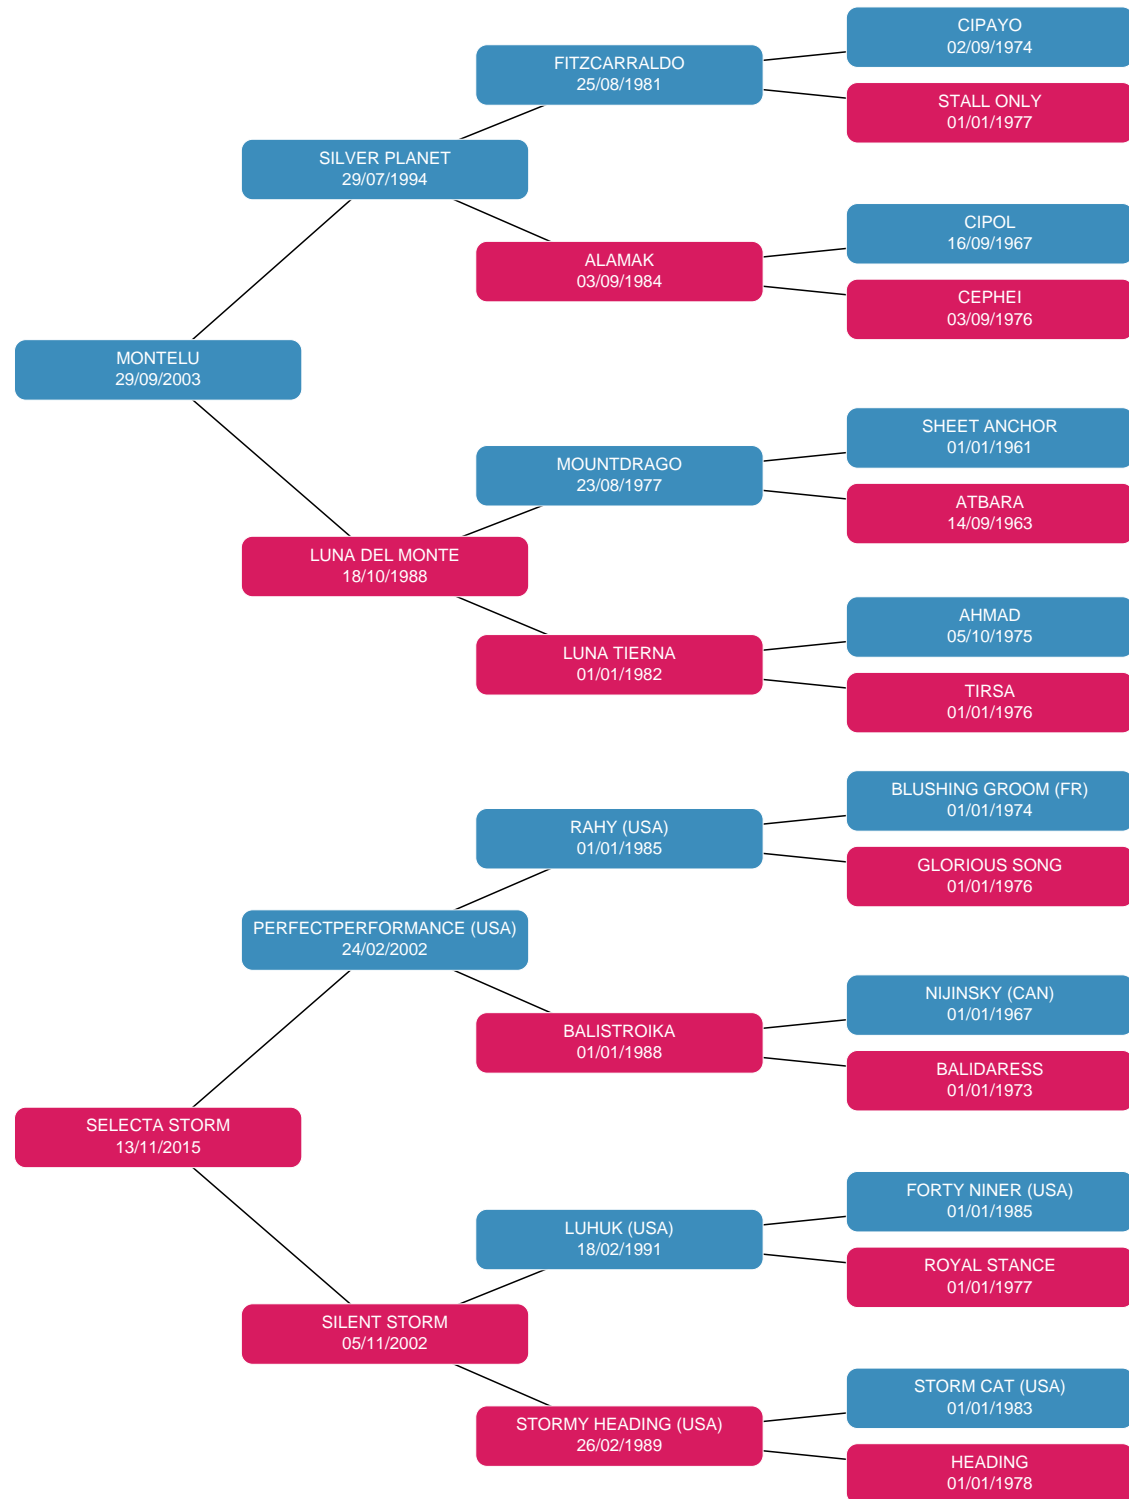 CIPAYO
02/09/1974
FITZCARRALDO
25/08/1981
STALL ONLY
01/01/1977
SILVER PLANET
29/07/1994
CIPOL
16/09/1967
ALAMAK
03/09/1984
CEPHEI
03/09/1976
MONTELU
29/09/2003
SHEET ANCHOR
01/01/1961
MOUNTDRAGO
23/08/1977
ATBARA
14/09/1963
LUNA DEL MONTE
18/10/1988
AHMAD
05/10/1975
LUNA TIERNA
01/01/1982
TIRSA
01/01/1976
BLUSHING GROOM (FR)
01/01/1974
RAHY (USA)
01/01/1985
GLORIOUS SONG
01/01/1976
PERFECTPERFORMANCE (USA)
24/02/2002
NIJINSKY (CAN)
01/01/1967
BALISTROIKA
01/01/1988
BALIDARESS
01/01/1973
SELECTA STORM
13/11/2015
FORTY NINER (USA)
01/01/1985
LUHUK (USA)
18/02/1991
ROYAL STANCE
01/01/1977
SILENT STORM
05/11/2002
STORM CAT (USA)
01/01/1983
STORMY HEADING (USA)
26/02/1989
HEADING
01/01/1978